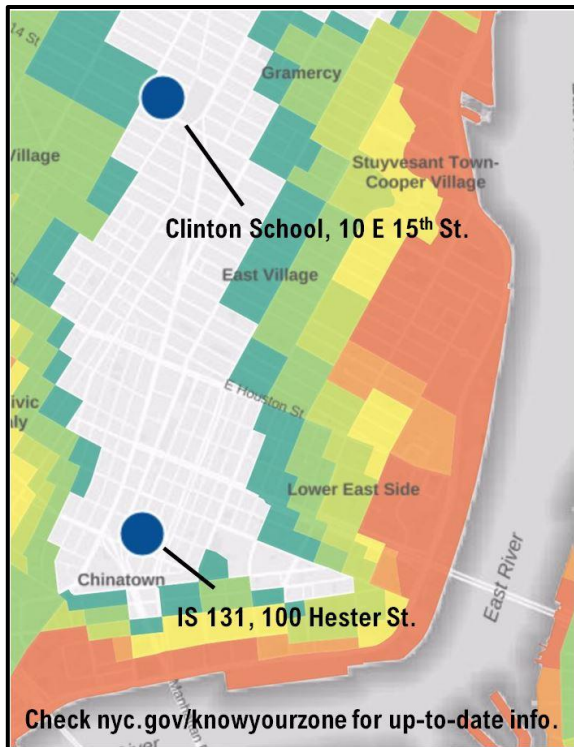 14 St
Gramercy
Village
Stuyvesant Town-
Cooper Village
Clinton School, 10 E 15th St.
East Village
E Houston St
ivic
aly
Lower East Side
Chinatown
East River
IS 131, 100 Hester St.
Check nyc.gov/knowyourzone for up-to-date info.
River